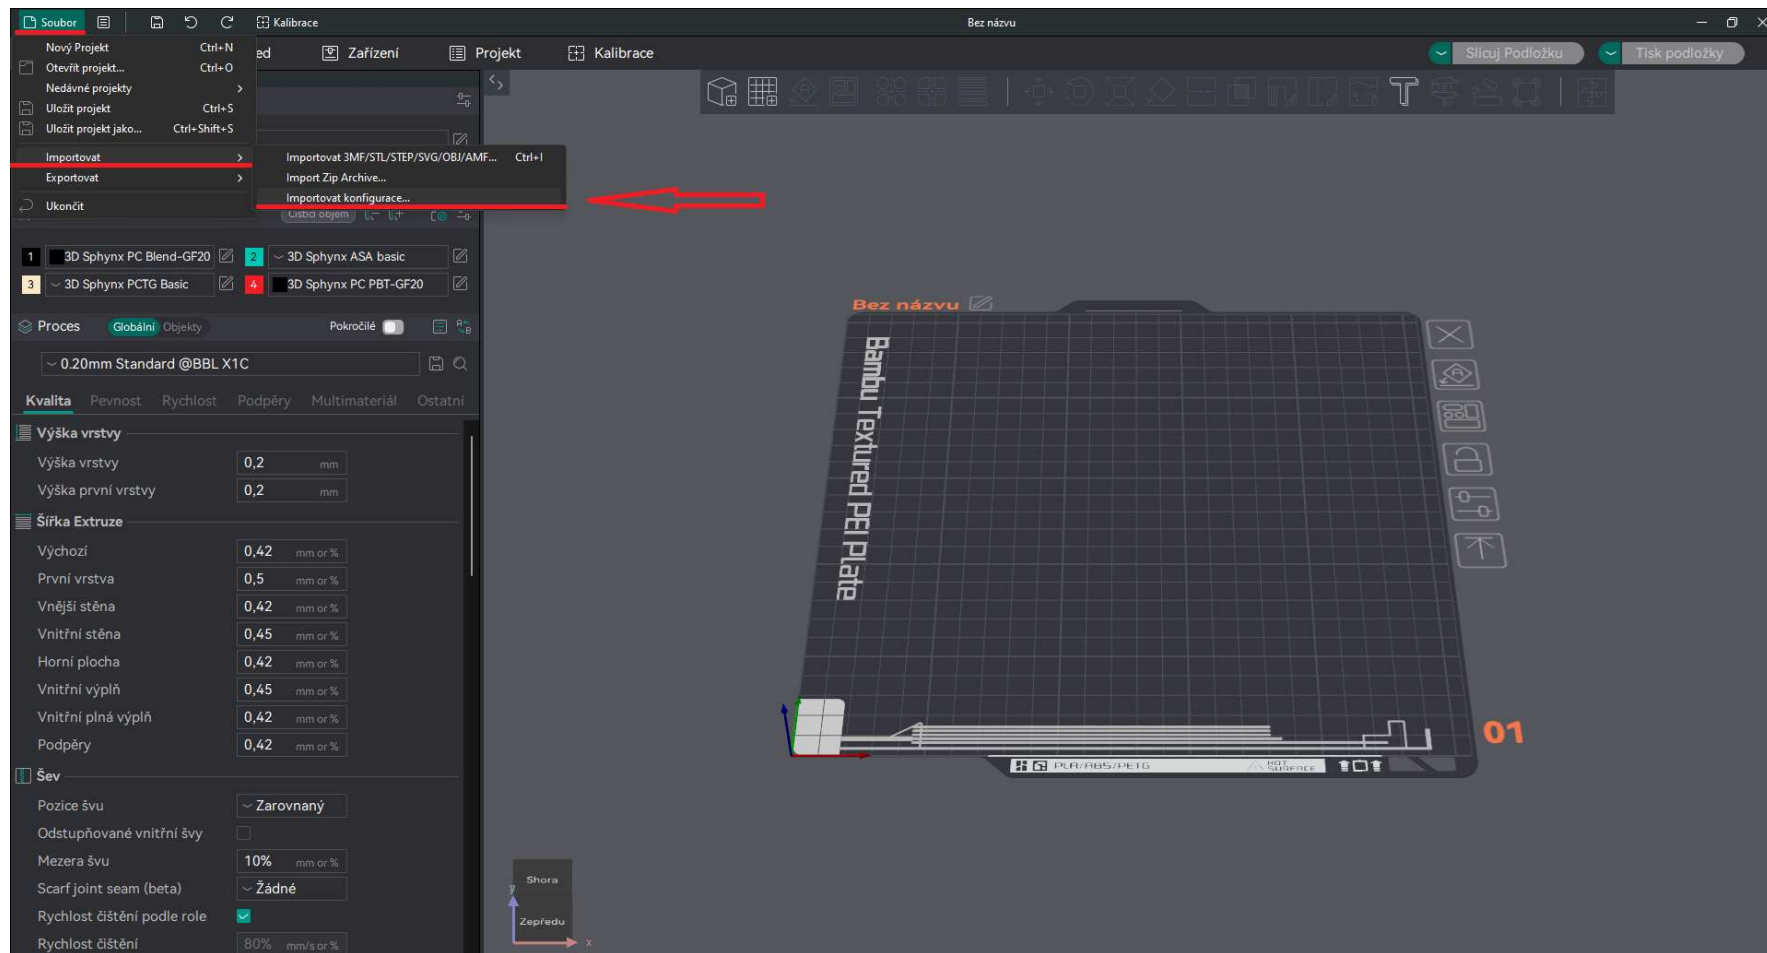 Soubor
Kalibrace
Bez názvu
Nový Projekt Ctrl+N
Otevřít projekt... Ctrl+O
Nedávné projekty
Uložit projekt Ctrl+S
Uložit projekt jako... Ctrl+Shift+S
Importovat
Exportovat
Ukončit
Importovat 3MF/STL/STEP/SVG/OBJ/AMF... Ctrl+I
Import Zip Archive...
Importovat konfigurace...
ed
Zařízení
Projekt
Kalibrace
Slicuj Podložku
Tisk podložky
Čisticí objem
1 3D Sphynx PC Blend-GF20
2 3D Sphynx ASA basic
3 3D Sphynx PCTG Basic
4 3D Sphynx PC PBT-GF20
Proces Globální Objekty Pokročilé
0.20mm Standard @BBL X1C
Kvalita Pevnost Rychlost Podpěry Multimateriál Ostatní
Výška vrstvy
Výška vrstvy 0,2 mm
Výška první vrstvy 0,2 mm
Šířka Extruze
Výchozí 0,42 mm or %
První vrstva 0,5 mm or %
Vnější stěna 0,42 mm or %
Vnitřní stěna 0,45 mm or %
Horní plocha 0,42 mm or %
Vnitřní výplň 0,45 mm or %
Vnitřní plná výplň 0,42 mm or %
Podpěry 0,42 mm or %
Šev
Pozice švu Zarovnaný
Odstupňované vnitřní švy
Mezera švu 10% mm or %
Scarf joint seam (beta) Žádné
Rychlost čištění podle role
Rychlost čištění 80% mm/s or %
Bez názvu
Bambu Textured PEI Plate
01
PLA/ABS/PETG
HOT SURFACE
Shora
Zepředu
y
x